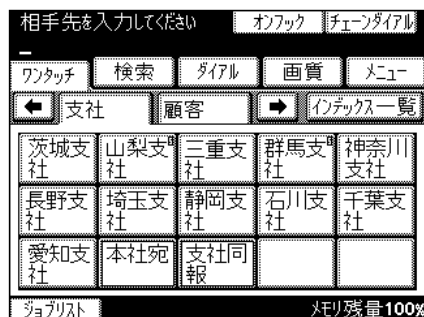 相手先を入力してください オンフック チェーンダイアル
ワンタッチ 検索 ダイアル 画質 メニュー
支社 顧客 インデックス一覧
茨城支社 山梨支社 三重支社 群馬支社 神奈川支社
長野支社 埼玉支社 静岡支社 石川支社 千葉支社
愛知支社 本社宛 支社同報
ジョブリスト メモリ残量100%